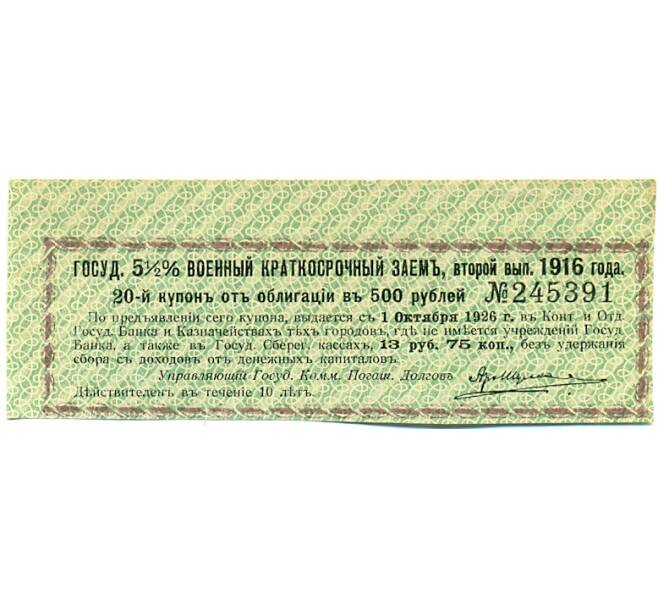 ГОСУД. 5½% ВОЕННЫЙ КРАТКОСРОЧНЫЙ ЗАЕМЪ, второй вып. 1916 года.
20-й купонъ отъ облигаціи въ 500 рублей №245391
По предъявленіи сего купона, выдается съ 1 Октября 1926 г. въ Конт. и Отд.
Госуд. Банка и Казначействахъ тѣхъ городовъ, гдѣ не имѣется учрежденій Госуд.
Банка, а также въ Госуд. Сберег. кассахъ, 13 руб. 75 коп., безъ удержанія
сбора съ доходовъ отъ денежныхъ капиталовъ.
Управляющій Госуд. Комм. Погаш. Долговъ
Дѣйствителенъ въ теченіе 10 лѣтъ.